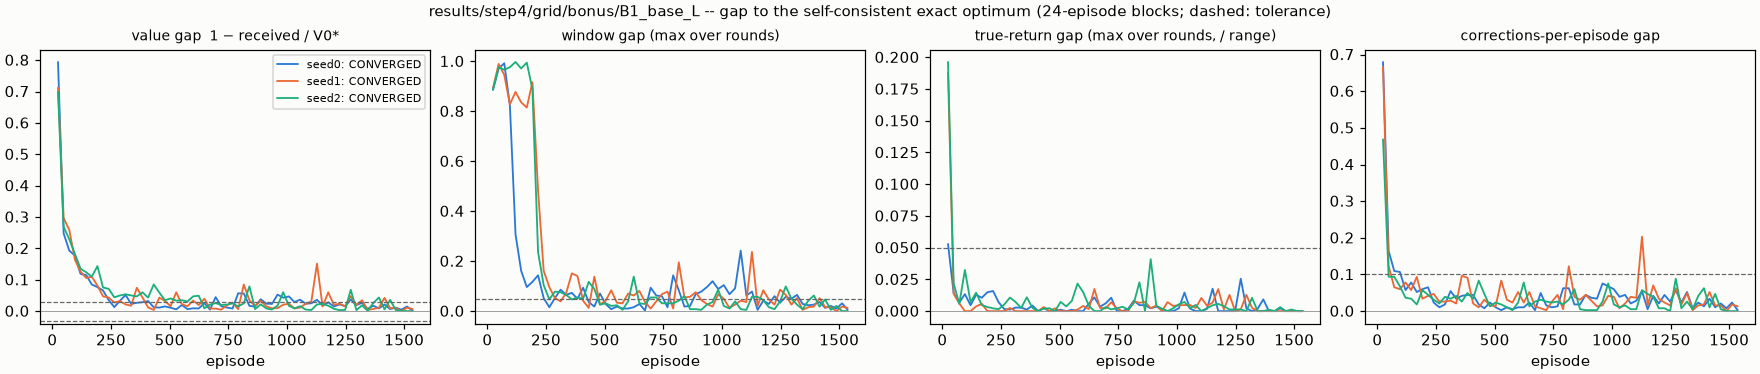 results/step4/grid/bonus/B1_base_L -- gap to the self-consistent exact optimum (24-episode blocks; dashed: tolerance)
value gap  1 − received / V0*
0.8
0.7
0.6
0.5
0.4
0.3
0.2
0.1
0.0
0 250 500 750 1000 1250 1500
episode
seed0: CONVERGED
seed1: CONVERGED
seed2: CONVERGED
window gap (max over rounds)
1.0
0.8
0.6
0.4
0.2
0.0
0 250 500 750 1000 1250 1500
episode
true-return gap (max over rounds, / range)
0.200
0.175
0.150
0.125
0.100
0.075
0.050
0.025
0.000
0 250 500 750 1000 1250 1500
episode
corrections-per-episode gap
0.7
0.6
0.5
0.4
0.3
0.2
0.1
0.0
0 250 500 750 1000 1250 1500
episode